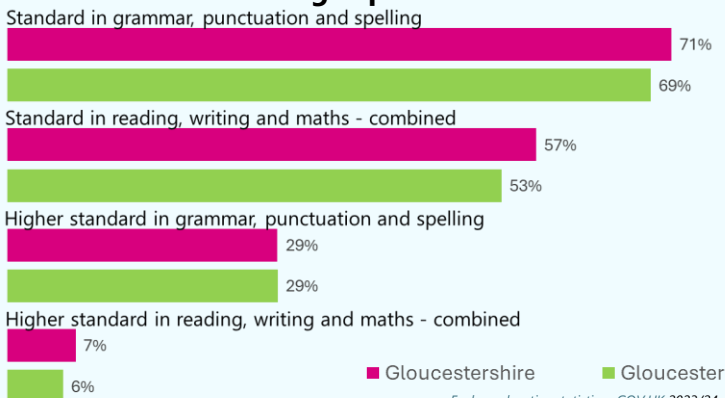 Standard in grammar, punctuation and spelling
71%
69%
Standard in reading, writing and maths - combined
57%
53%
Higher standard in grammar, punctuation and spelling
29%
29%
Higher standard in reading, writing and maths - combined
7%
6%
Gloucestershire Gloucester
2023/24